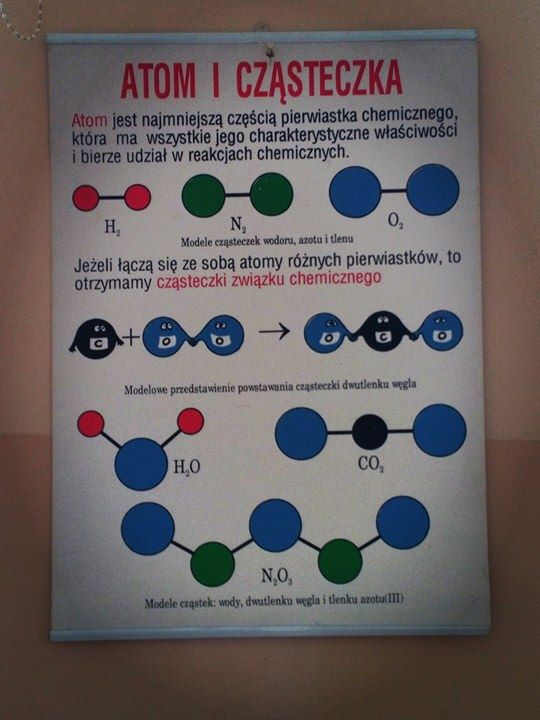 ATOM I CZĄSTECZKA
Atom jest najmniejszą częścią pierwiastka chemicznego,
która ma wszystkie jego charakterystyczne właściwości
i bierze udział w reakcjach chemicznych.
H₂ N₂ O₂
Modele cząsteczek wodoru, azotu i tlenu
Jeżeli łączą się ze sobą atomy różnych pierwiastków, to
otrzymamy cząsteczki związku chemicznego
C + O O → O C O
Modelowe przedstawienie powstawania cząsteczki dwutlenku węgla
H₂O CO₂
N₂O₃
Modele cząstek: wody, dwutlenku węgla i tlenku azotu(III)